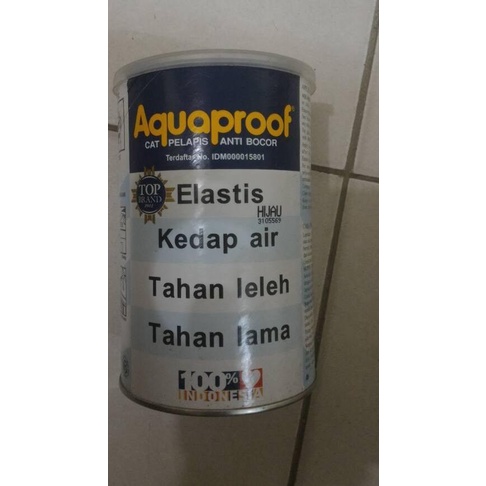 Aquaproof
CAT PELAPIS ANTI BOCOR
Terdaftar No. IDM000015801
TOP
BRAND
Elastis
HIJAU
3105569
Kedap air
Tahan leleh
Tahan lama
100%
INDONESIA